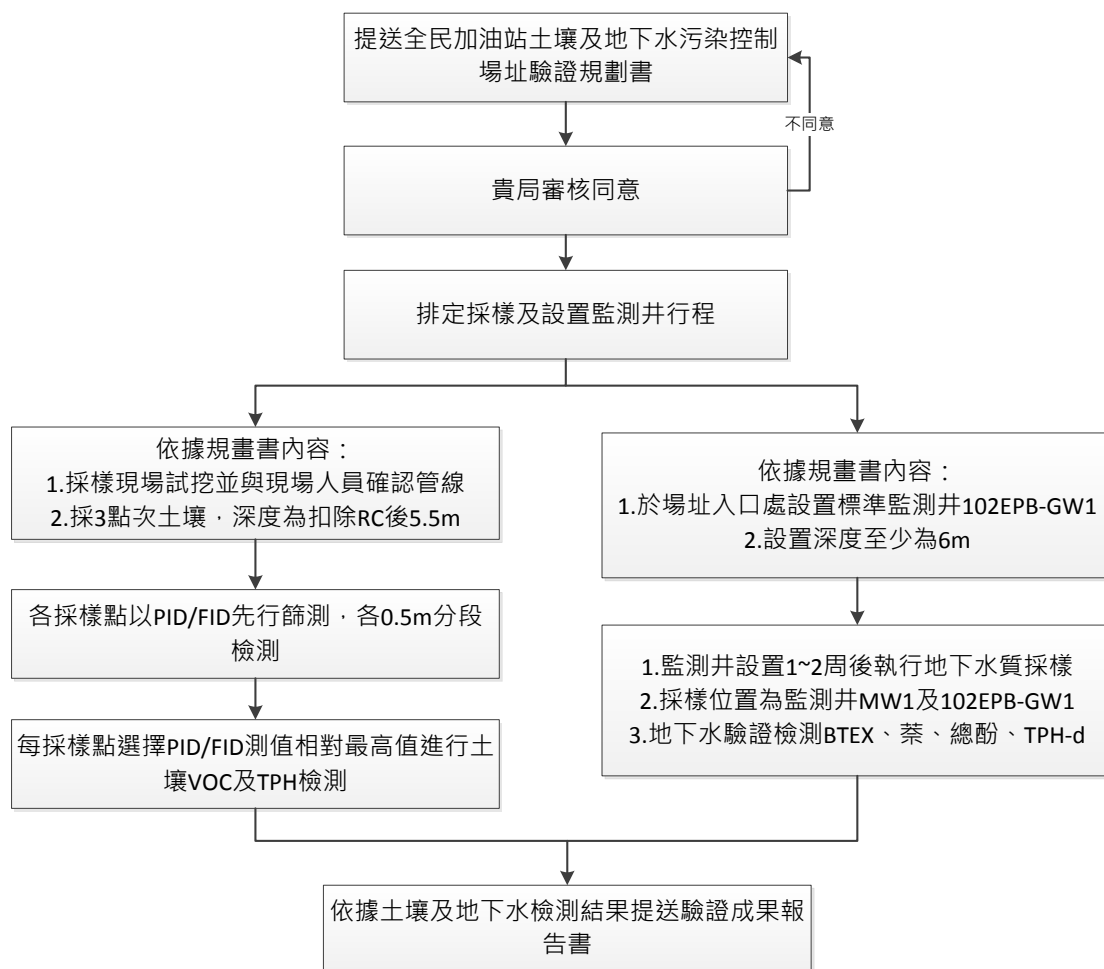 提送全民加油站土壤及地下水污染控制
場址驗證規劃書
不同意
貴局審核同意
排定採樣及設置監測井行程
依據規畫書內容：
1.採樣現場試挖並與現場人員確認管線
2.採3點次土壤，深度為扣除RC後5.5m
各採樣點以PID/FID先行篩測，各0.5m分段
檢測
每採樣點選擇PID/FID測值相對最高值進行土
壤VOC及TPH檢測
依據規畫書內容：
1.於場址入口處設置標準監測井102EPB-GW1
2.設置深度至少為6m
1.監測井設置1~2周後執行地下水質採樣
2.採樣位置為監測井MW1及102EPB-GW1
3.地下水驗證檢測BTEX、萘、總酚、TPH-d
依據土壤及地下水檢測結果提送驗證成果報
告書